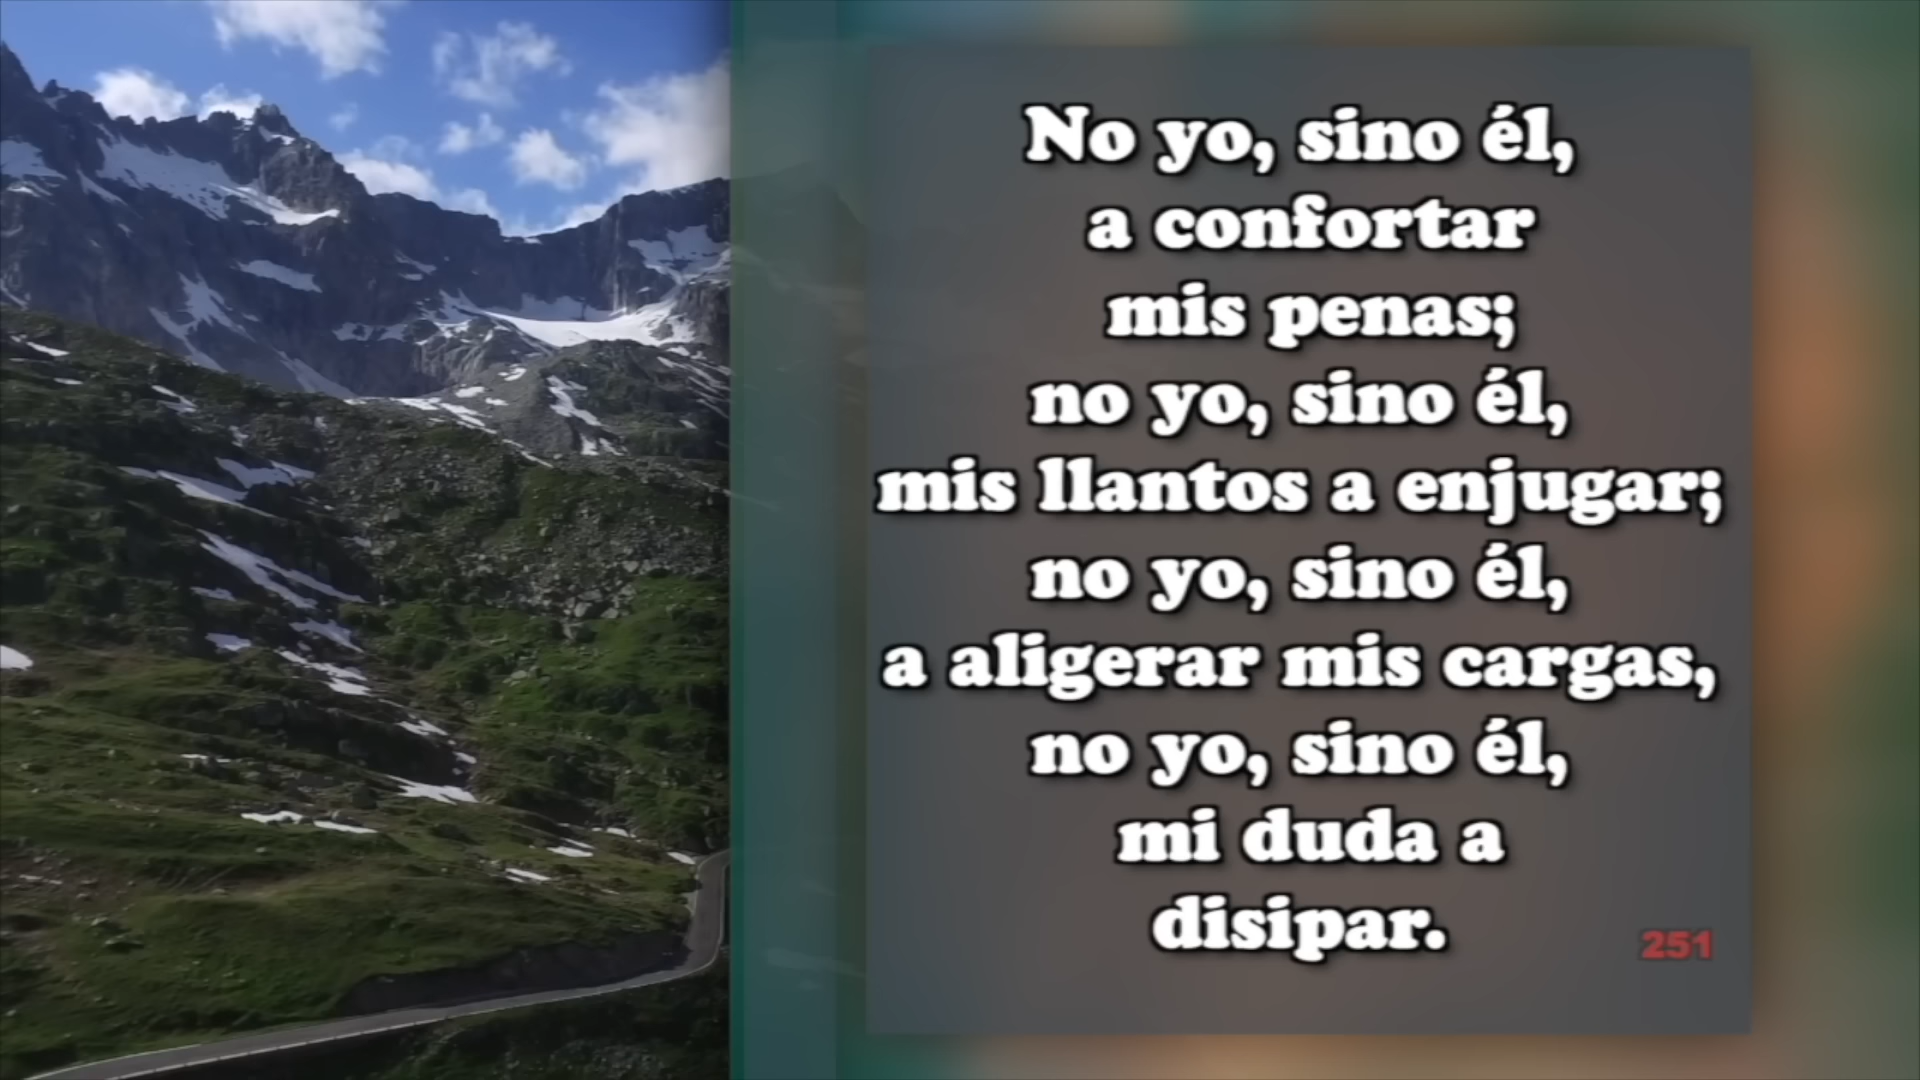 No yo, sino él,
a confortar
mis penas;
no yo, sino él,
mis llantos a enjugar;
no yo, sino él,
a aligerar mis cargas,
no yo, sino él,
mi duda a
disipar.
251